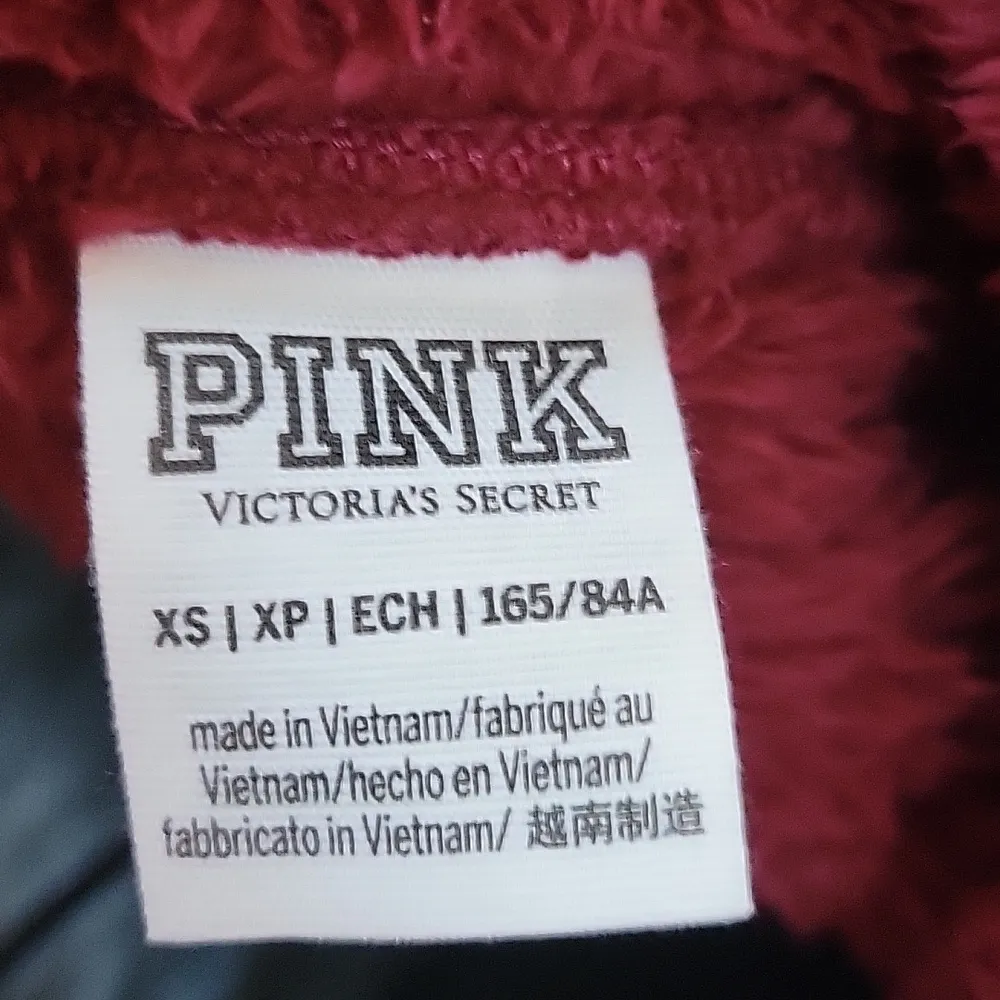 PINK
VICTORIA'S SECRET
XS | XP | ECH | 165/84A
made in Vietnam/fabriqué au
Vietnam/hecho en Vietnam/
fabbricato in Vietnam/ 越南制造